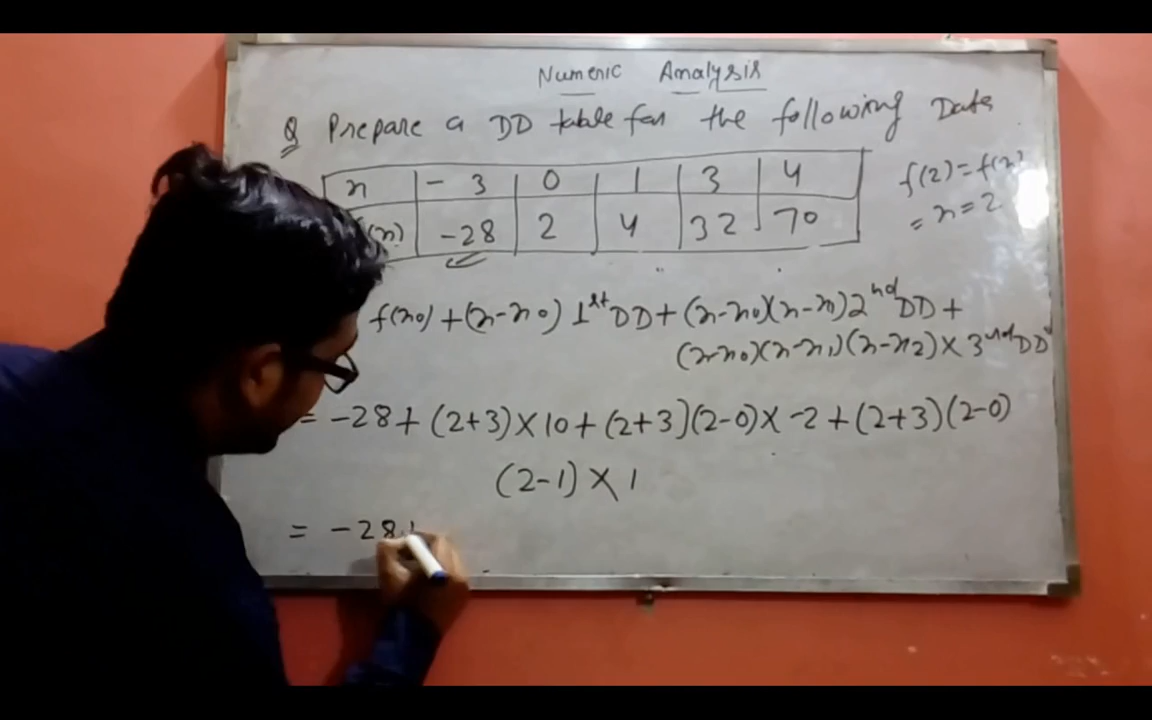 Numeric Analysis
Q Prepare a DD table for the following Data
x -3 0 1 3 4
(x) -28 2 4 32 70
f(2) = f(x)
= x = 2
f(x0) + (x-x0) 1st DD + (x-x0)(x-x1) 2nd DD +
(x-x0)(x-x1)(x-x2) × 3rd DD
= -28 + (2+3) × 10 + (2+3)(2-0) × -2 + (2+3)(2-0)
(2-1) × 1
= -28+